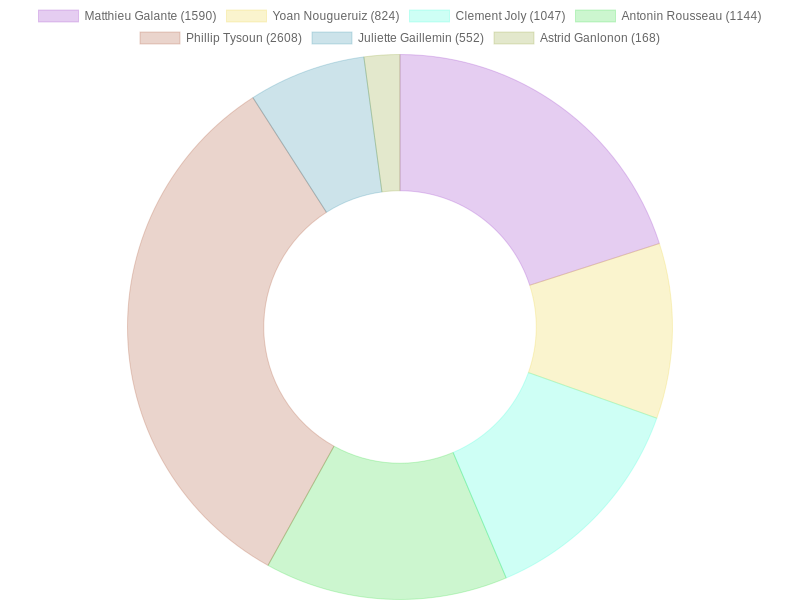 Matthieu Galante (1590) Yoan Nougueruiz (824) Clement Joly (1047) Antonin Rousseau (1144)
Phillip Tysoun (2608) Juliette Gaillemin (552) Astrid Ganlonon (168)